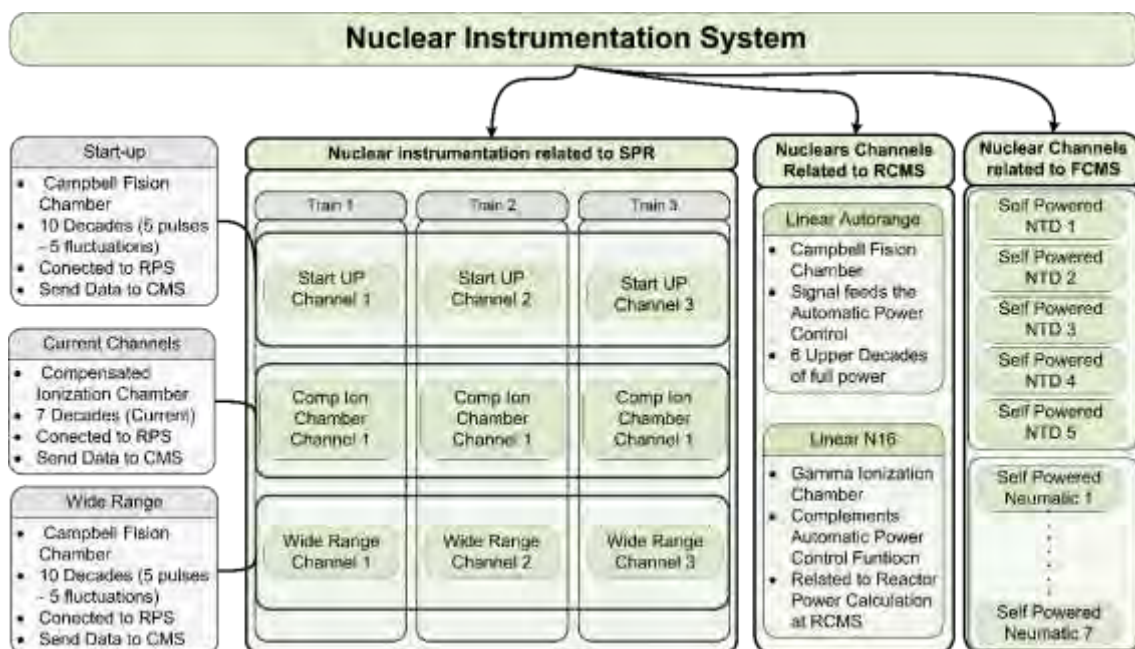 Nuclear Instrumentation System
Start-up
• Campbell Fision
Chamber
• 10 Decades (5 pulses
– 5 fluctuations)
• Conected to RPS
• Send Data to CMS
Current Channels
• Compensated
Ionization Chamber
• 7 Decades (Current)
• Conected to RPS
• Send Data to CMS
Wide Range
• Campbell Fision
Chamber
• 10 Decades (5 pulses
– 5 fluctuations)
• Conected to RPS
• Send Data to CMS
Nuclear instrumentation related to SPR
Train 1
Train 2
Train 3
Start UP
Channel 1
Start UP
Channel 2
Start UP
Channel 3
Comp Ion
Chamber
Channel 1
Comp Ion
Chamber
Channel 1
Comp Ion
Chamber
Channel 1
Wide Range
Channel 1
Wide Range
Channel 2
Wide Range
Channel 3
Nuclears Channels
Related to RCMS
Linear Autorange
• Campbell Fision
Chamber
• Signal feeds the
Automatic Power
Control
• 6 Upper Decades
of full power
Linear N16
• Gamma Ionization
Chamber
• Complements
Automatic Power
Control Funtiocn
• Related to Reactor
Power Calculation
at RCMS
Nuclear Channels
related to FCMS
Self Powered
NTD 1
Self Powered
NTD 2
Self Powered
NTD 3
Self Powered
NTD 4
Self Powered
NTD 5
Self Powered
Neumatic 1
Self Powered
Neumatic 7